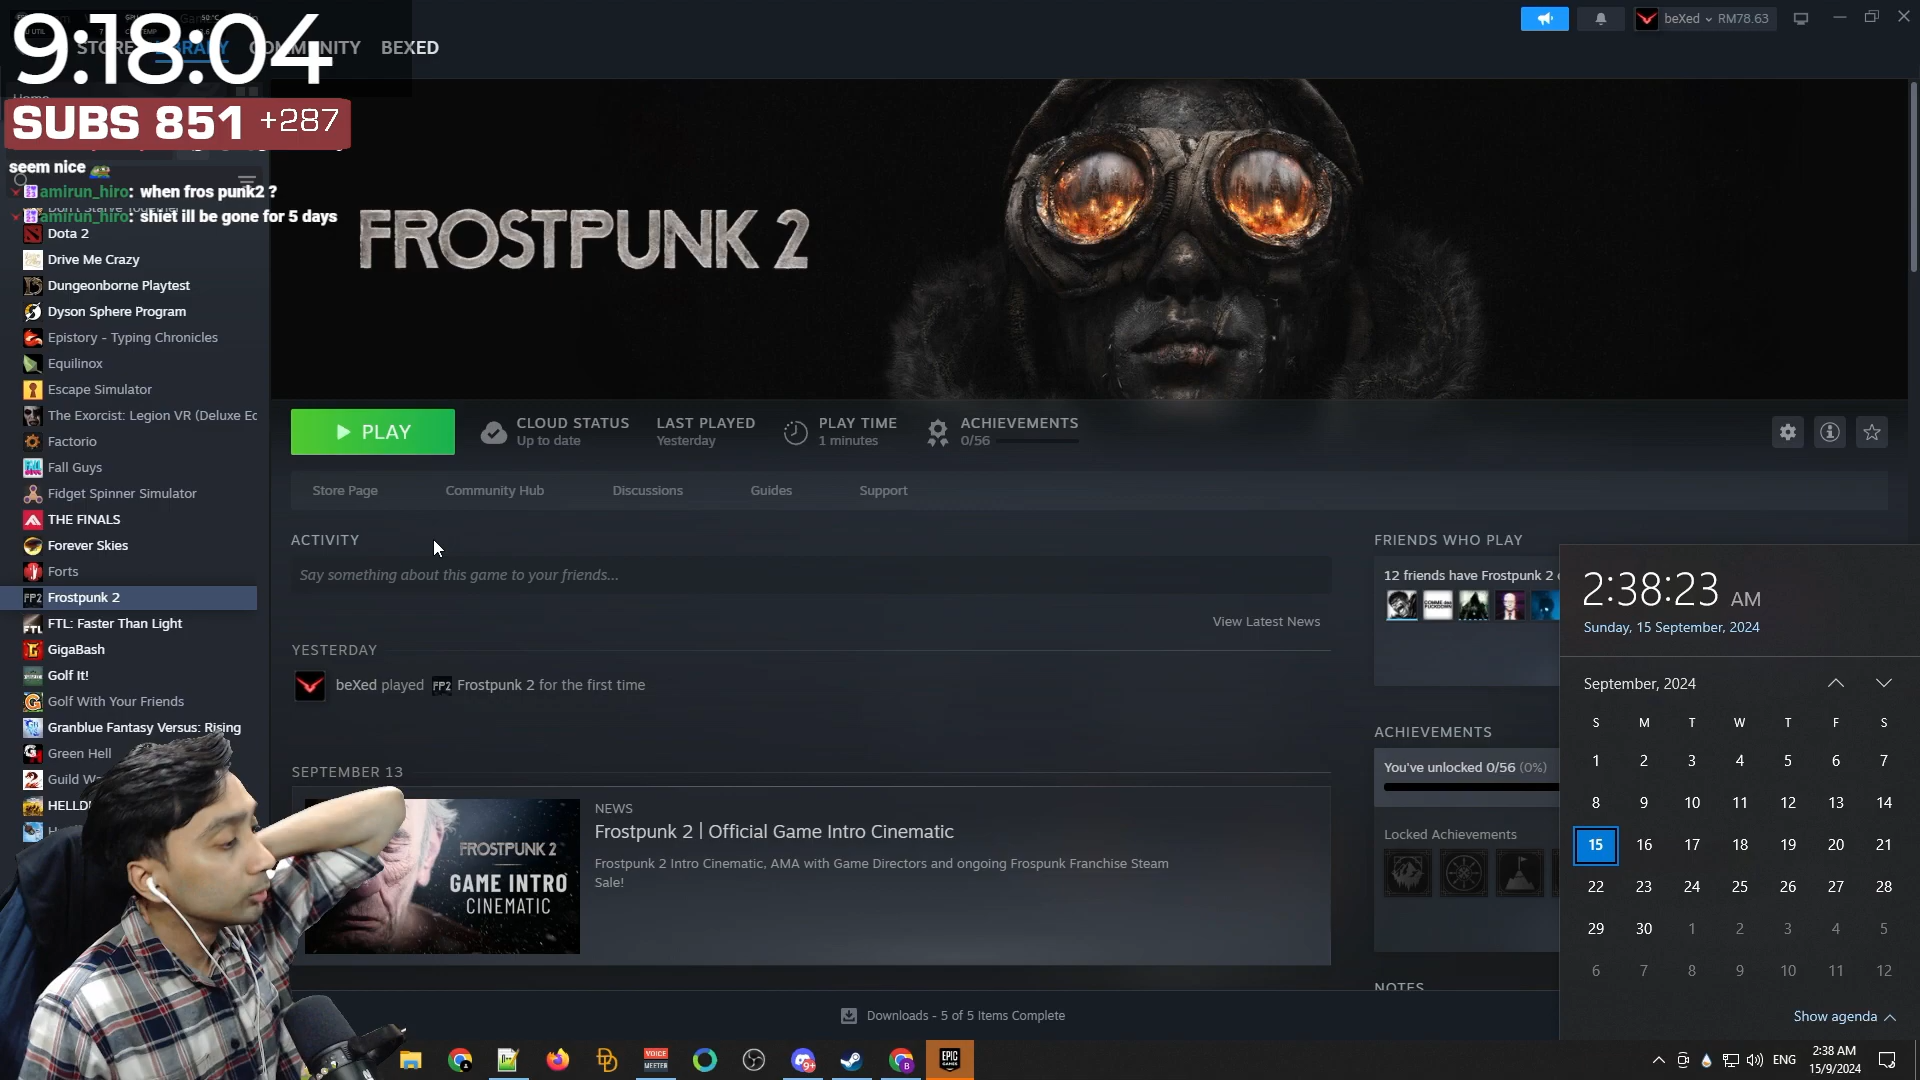 9:18:04
STORE
LIBRARY
COMMUNITY
BEXED
beXed
RM78.63
Home
SUBS 851 +287
seem nice
amirun_hiro: when fros punk2 ?
amirun_hiro: shiet ill be gone for 5 days
Dota 2
Drive Me Crazy
Dungeonborne Playtest
Dyson Sphere Program
Epistory - Typing Chronicles
Equilinox
Escape Simulator
The Exorcist: Legion VR (Deluxe Ec
Factorio
Fall Guys
Fidget Spinner Simulator
THE FINALS
Forever Skies
Forts
Frostpunk 2
FTL: Faster Than Light
GigaBash
Golf It!
Golf With Your Friends
Granblue Fantasy Versus: Rising
Green Hell
Guild
HELLD
FROSTPUNK 2
PLAY
CLOUD STATUS
Up to date
LAST PLAYED
Yesterday
PLAY TIME
1 minutes
ACHIEVEMENTS
0/56
Store Page
Community Hub
Discussions
Guides
Support
ACTIVITY
Say something about this game to your friends...
View Latest News
YESTERDAY
beXed played FP2 Frostpunk 2 for the first time
SEPTEMBER 13
FROSTPUNK 2
GAME INTRO
CINEMATIC
NEWS
Frostpunk 2 | Official Game Intro Cinematic
Frostpunk 2 Intro Cinematic, AMA with Game Directors and ongoing Frospunk Franchise Steam
Sale!
FRIENDS WHO PLAY
12 friends have Frostpunk 2
ACHIEVEMENTS
You've unlocked 0/56 (0%)
Locked Achievements
NOTES
2:38:23 AM
Sunday, 15 September, 2024
September, 2024
S M T W T F S
1 2 3 4 5 6 7
8 9 10 11 12 13 14
15 16 17 18 19 20 21
22 23 24 25 26 27 28
29 30 1 2 3 4 5
6 7 8 9 10 11 12
Show agenda
Downloads - 5 of 5 Items Complete
VOICE
MEETER
EPIC
GAMES
ENG
2:38 AM
15/9/2024